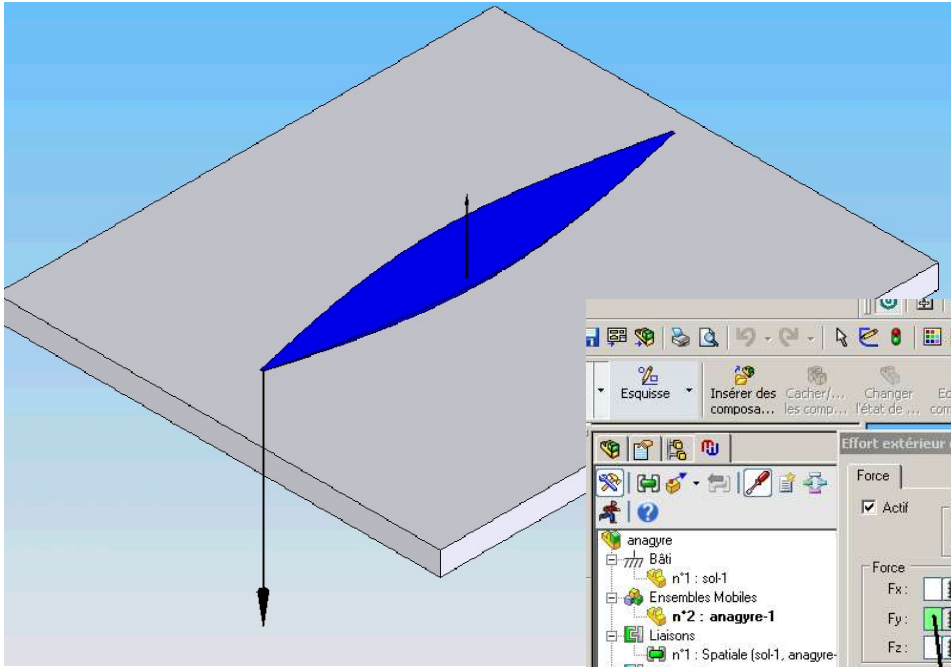 Esquisse
Insérer des composa...
Cacher/... les comp...
Changer l'état de ...
Effort extérieur
Force
Actif
anagyre
Bâti
n°1 : sol-1
Ensembles Mobiles
n°2 : anagyre-1
Liaisons
n°1 : Spatiale (sol-1, anagyre-
Force
Fx :
Fy :
Fz :